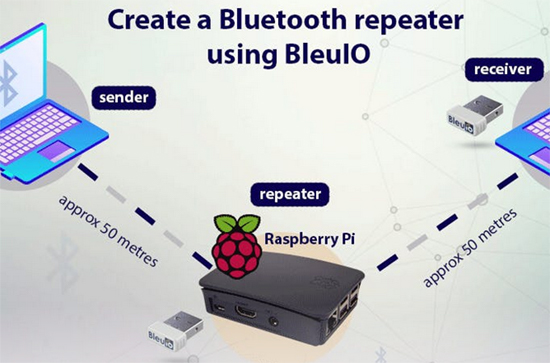 Create a Bluetooth repeater
using BleuIO
receiver
BleuIO
sender
repeater
Raspberry Pi
approx 50 metres
approx 50 metres
BleuIO